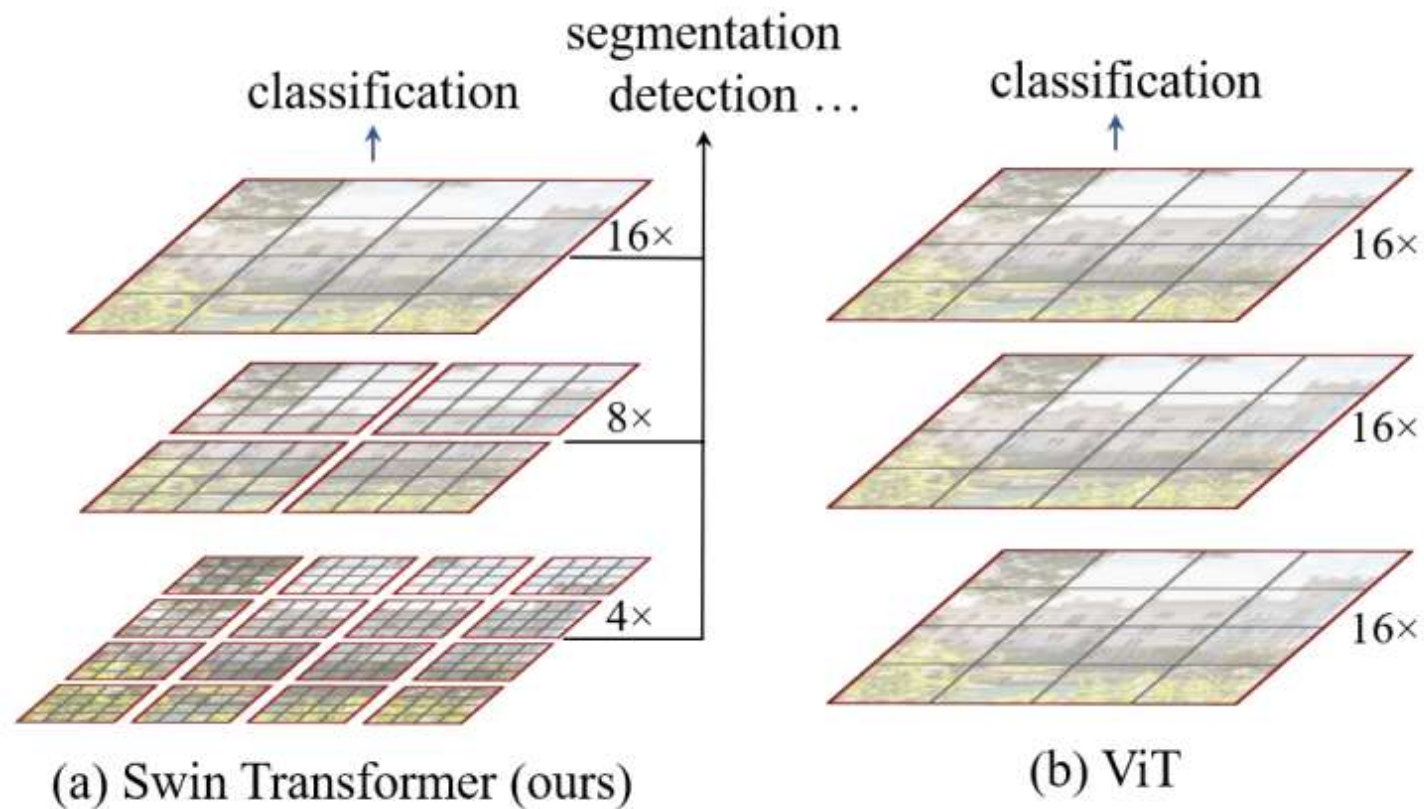 segmentation
classification
detection …
classification
16×
8×
4×
16×
16×
16×
(a) Swin Transformer (ours)
(b) ViT